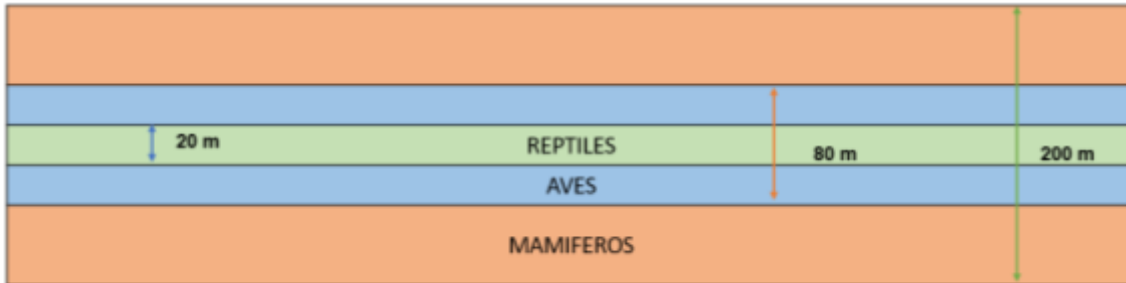 20 m
REPTILES
80 m
200 m
AVES
MAMIFEROS